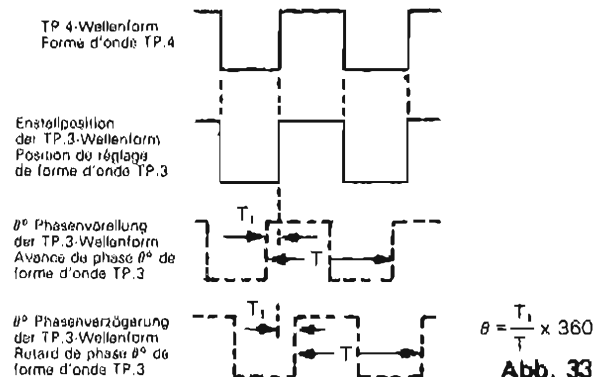 TP 4-Wellenform
Forme d'onde TP.4
Enstellposition
der TP.3-Wellenform
Position de réglage
de forme d'onde TP.3
θ° Phasenvoreilung
der TP.3-Wellenform
Avance de phase θ° de
forme d'onde TP.3
T₁
T
θ° Phasenverzögerung
der TP.3-Wellenform
Retard de phase θ° de
forme d'onde TP.3
T₁
T
θ = T₁/T x 360
Abb. 33